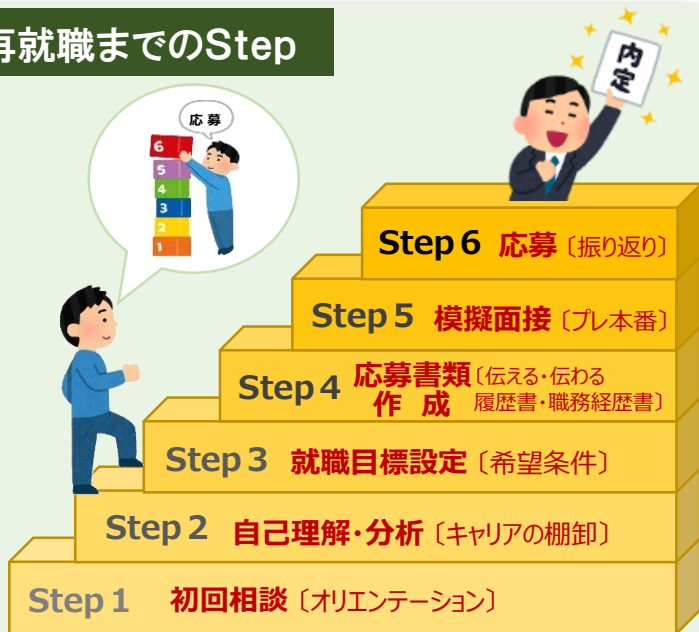 再就職までのStep
内定
応募
6
5
4
3
2
1
Step 6 応募〔振り返り〕
Step 5 模擬面接〔プレ本番〕
Step 4 応募書類作成〔伝える・伝わる
履歴書・職務経歴書〕
Step 3 就職目標設定〔希望条件〕
Step 2 自己理解・分析〔キャリアの棚卸〕
Step 1 初回相談〔オリエンテーション〕